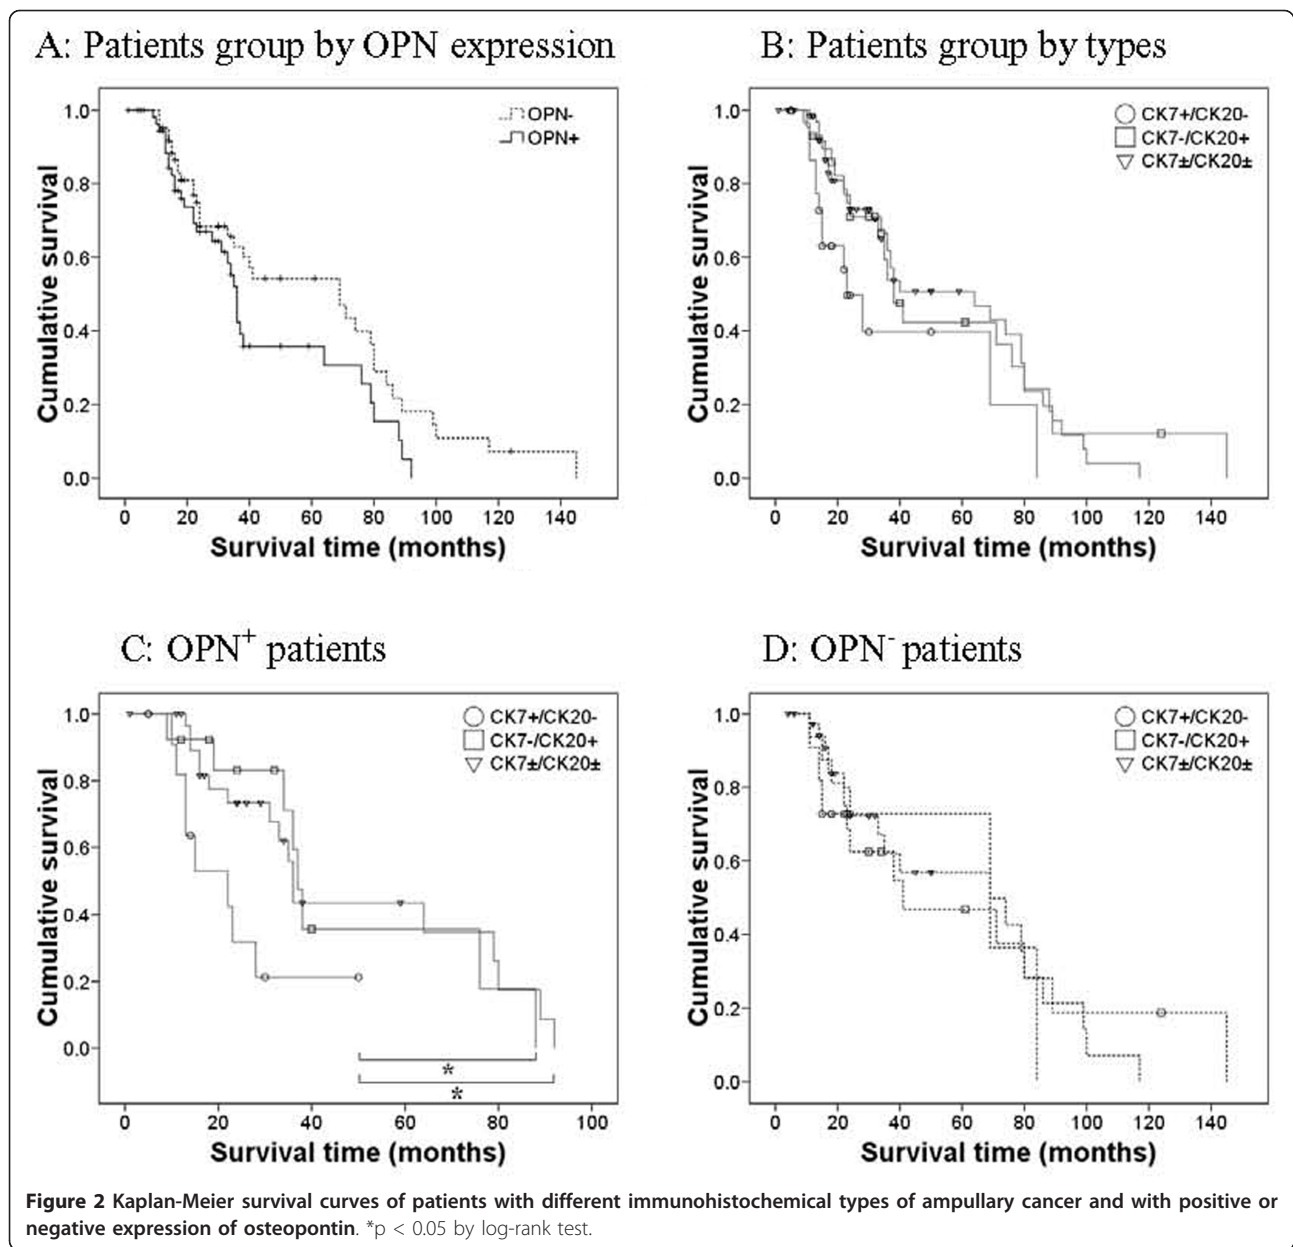 A: Patients group by OPN expression
1.0
0.8
0.6
0.4
0.2
0.0
Cumulative survival
OPN-
OPN+
0 20 40 60 80 100 120 140
Survival time (months)
B: Patients group by types
1.0
0.8
0.6
0.4
0.2
0.0
Cumulative survival
CK7+/CK20-
CK7-/CK20+
CK7±/CK20±
0 20 40 60 80 100 120 140
Survival time (months)
C: OPN⁺ patients
1.0
0.8
0.6
0.4
0.2
0.0
Cumulative survival
CK7+/CK20-
CK7-/CK20+
CK7±/CK20±
*
*
0 20 40 60 80 100
Survival time (months)
D: OPN⁻ patients
1.0
0.8
0.6
0.4
0.2
0.0
Cumulative survival
CK7+/CK20-
CK7-/CK20+
CK7±/CK20±
0 20 40 60 80 100 120 140
Survival time (months)
Figure 2 Kaplan-Meier survival curves of patients with different immunohistochemical types of ampullary cancer and with positive or
negative expression of osteopontin. *p < 0.05 by log-rank test.